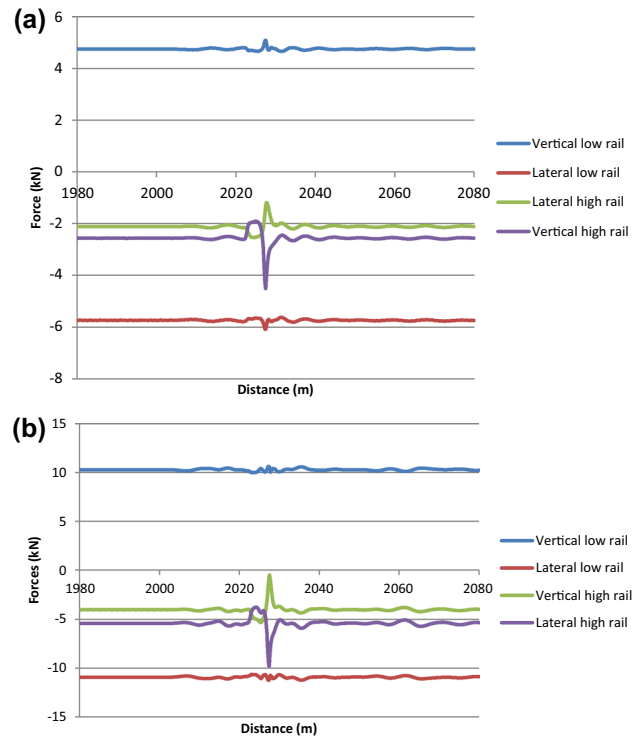 (a)
6
4
2
0
-2
-4
-6
-8
1980 2000 2020 2040 2060 2080
Force (kN)
Distance (m)
Vertical low rail
Lateral low rail
Lateral high rail
Vertical high rail
(b)
15
10
5
0
-5
-10
-15
1980 2000 2020 2040 2060 2080
Forces (kN)
Distance (m)
Vertical low rail
Lateral low rail
Vertical high rail
Lateral high rail